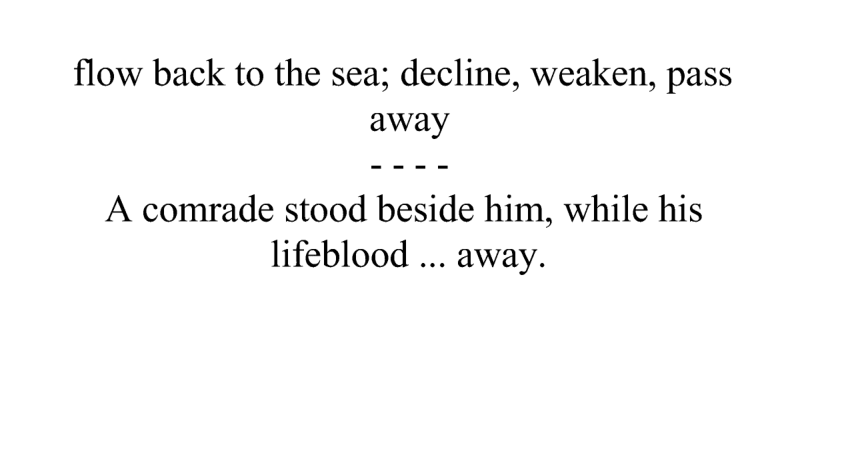 flow back to the sea; decline, weaken, pass
away
- - - -
A comrade stood beside him, while his
lifeblood ... away.